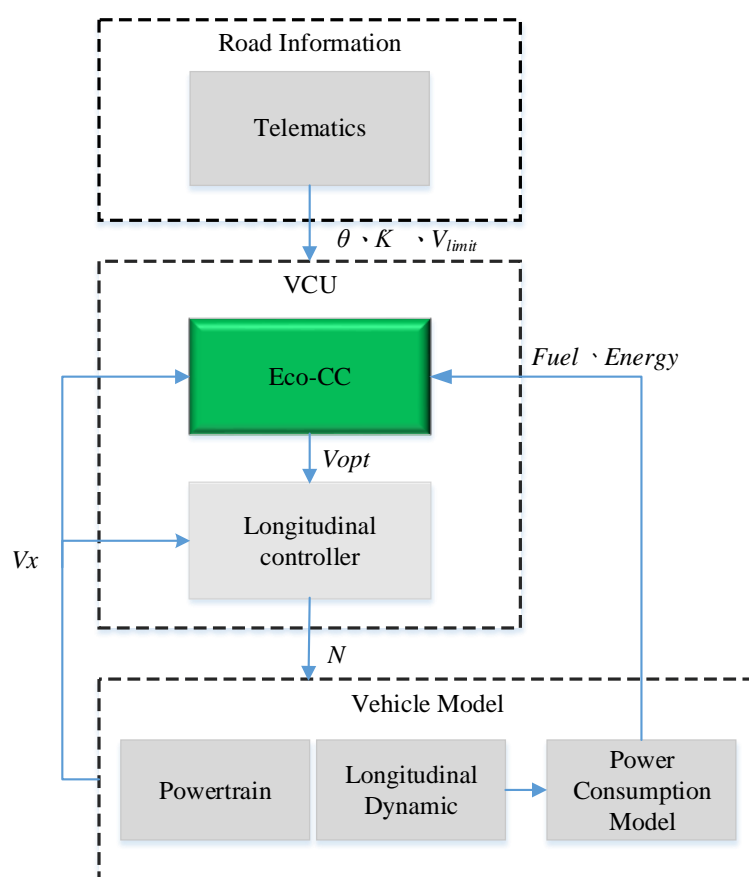 Road Information
Telematics
θ、K 、V_limit
VCU
Eco-CC
Fuel、Energy
Vopt
Longitudinal
controller
Vx
N
Vehicle Model
Powertrain
Longitudinal
Dynamic
Power
Consumption
Model